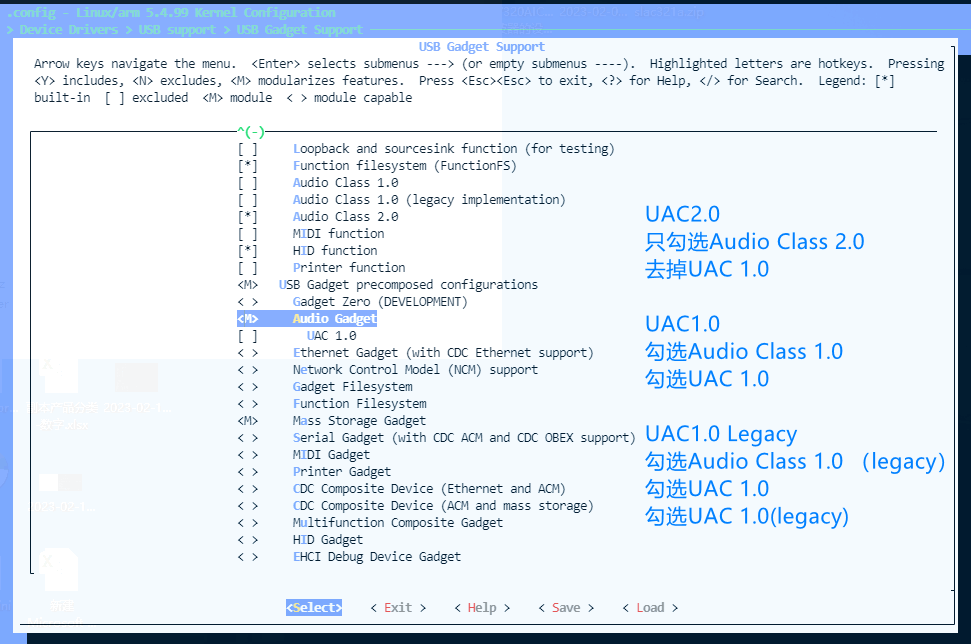 .config - Linux/arm 5.4.99 Kernel Configuration
> Device Drivers > USB support > USB Gadget Support
USB Gadget Support
Arrow keys navigate the menu.  <Enter> selects submenus ---> (or empty submenus ----).  Highlighted letters are hotkeys.  Pressing
<Y> includes, <N> excludes, <M> modularizes features.  Press <Esc><Esc> to exit, <?> for Help, </> for Search.  Legend: [*]
built-in  [ ] excluded  <M> module  < > module capable
^(-)
[ ]     Loopback and sourcesink function (for testing)
[*]     Function filesystem (FunctionFS)
[ ]     Audio Class 1.0
[ ]     Audio Class 1.0 (legacy implementation)
[*]     Audio Class 2.0
[ ]     MIDI function
[*]     HID function
[ ]     Printer function
<M>   USB Gadget precomposed configurations
< >     Gadget Zero (DEVELOPMENT)
<M>     Audio Gadget
[ ]       UAC 1.0
< >     Ethernet Gadget (with CDC Ethernet support)
< >     Network Control Model (NCM) support
< >     Gadget Filesystem
< >     Function Filesystem
<M>     Mass Storage Gadget
< >     Serial Gadget (with CDC ACM and CDC OBEX support)
< >     MIDI Gadget
< >     Printer Gadget
< >     CDC Composite Device (Ethernet and ACM)
< >     CDC Composite Device (ACM and mass storage)
< >     Multifunction Composite Gadget
< >     HID Gadget
< >     EHCI Debug Device Gadget
UAC2.0
只勾选Audio Class 2.0
去掉UAC 1.0
UAC1.0
勾选Audio Class 1.0
勾选UAC 1.0
UAC1.0 Legacy
勾选Audio Class 1.0 （legacy）
勾选UAC 1.0
勾选UAC 1.0(legacy)
<Select>    < Exit >    < Help >    < Save >    < Load >